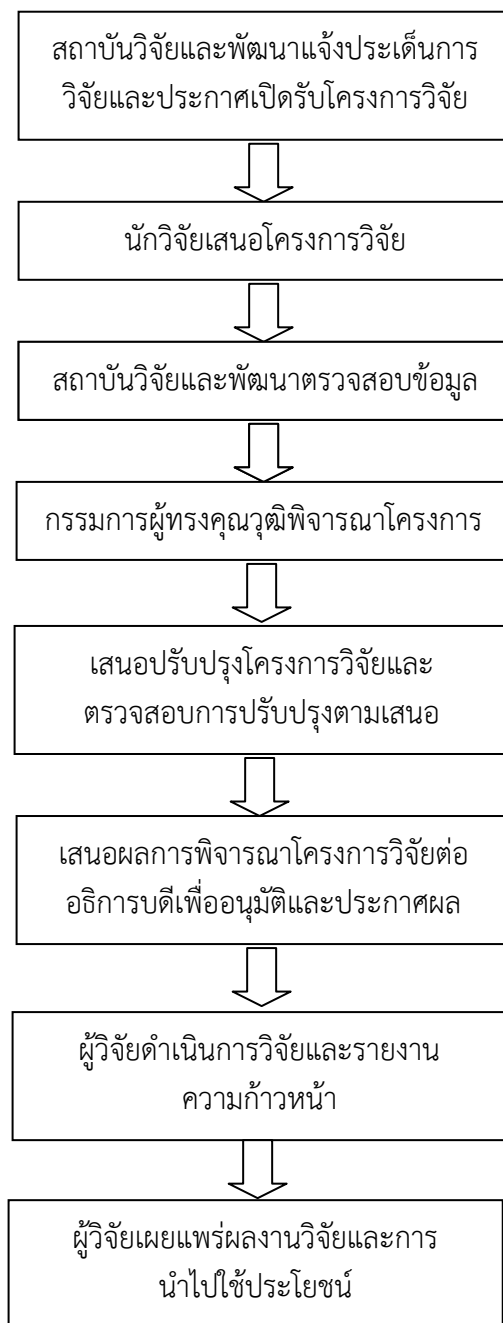 สถาบันวิจัยและพัฒนาแจ้งประเด็นการ
วิจัยและประกาศเปิดรับโครงการวิจัย
นักวิจัยเสนอโครงการวิจัย
สถาบันวิจัยและพัฒนาตรวจสอบข้อมูล
กรรมการผู้ทรงคุณวุฒิพิจารณาโครงการ
เสนอปรับปรุงโครงการวิจัยและ
ตรวจสอบการปรับปรุงตามเสนอ
เสนอผลการพิจารณาโครงการวิจัยต่อ
อธิการบดีเพื่ออนุมัติและประกาศผล
ผู้วิจัยดำเนินการวิจัยและรายงาน
ความก้าวหน้า
ผู้วิจัยเผยแพร่ผลงานวิจัยและการ
นำไปใช้ประโยชน์